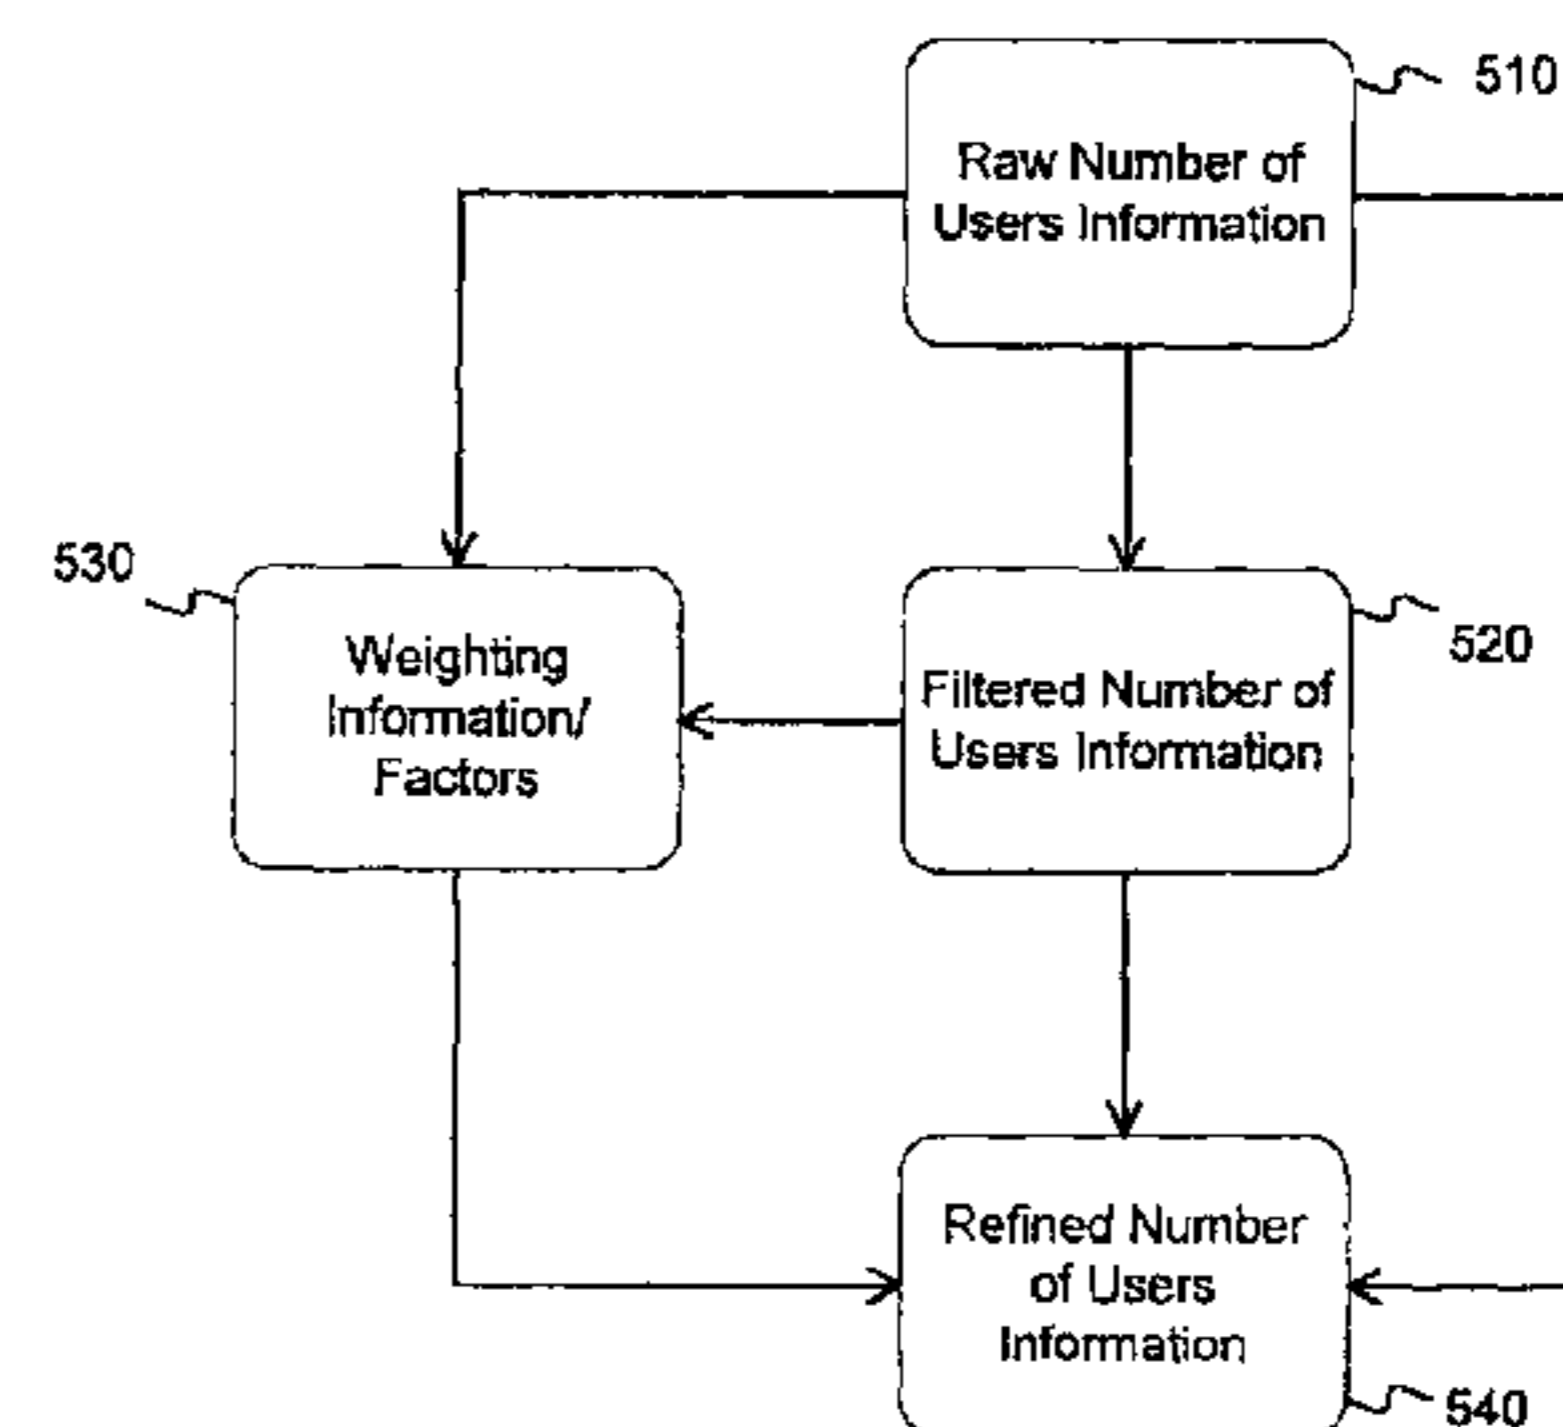 510
Raw Number of
Users Information
530
Weighting
Information/
Factors
520
Filtered Number of
Users Information
Refined Number
of Users
Information
540